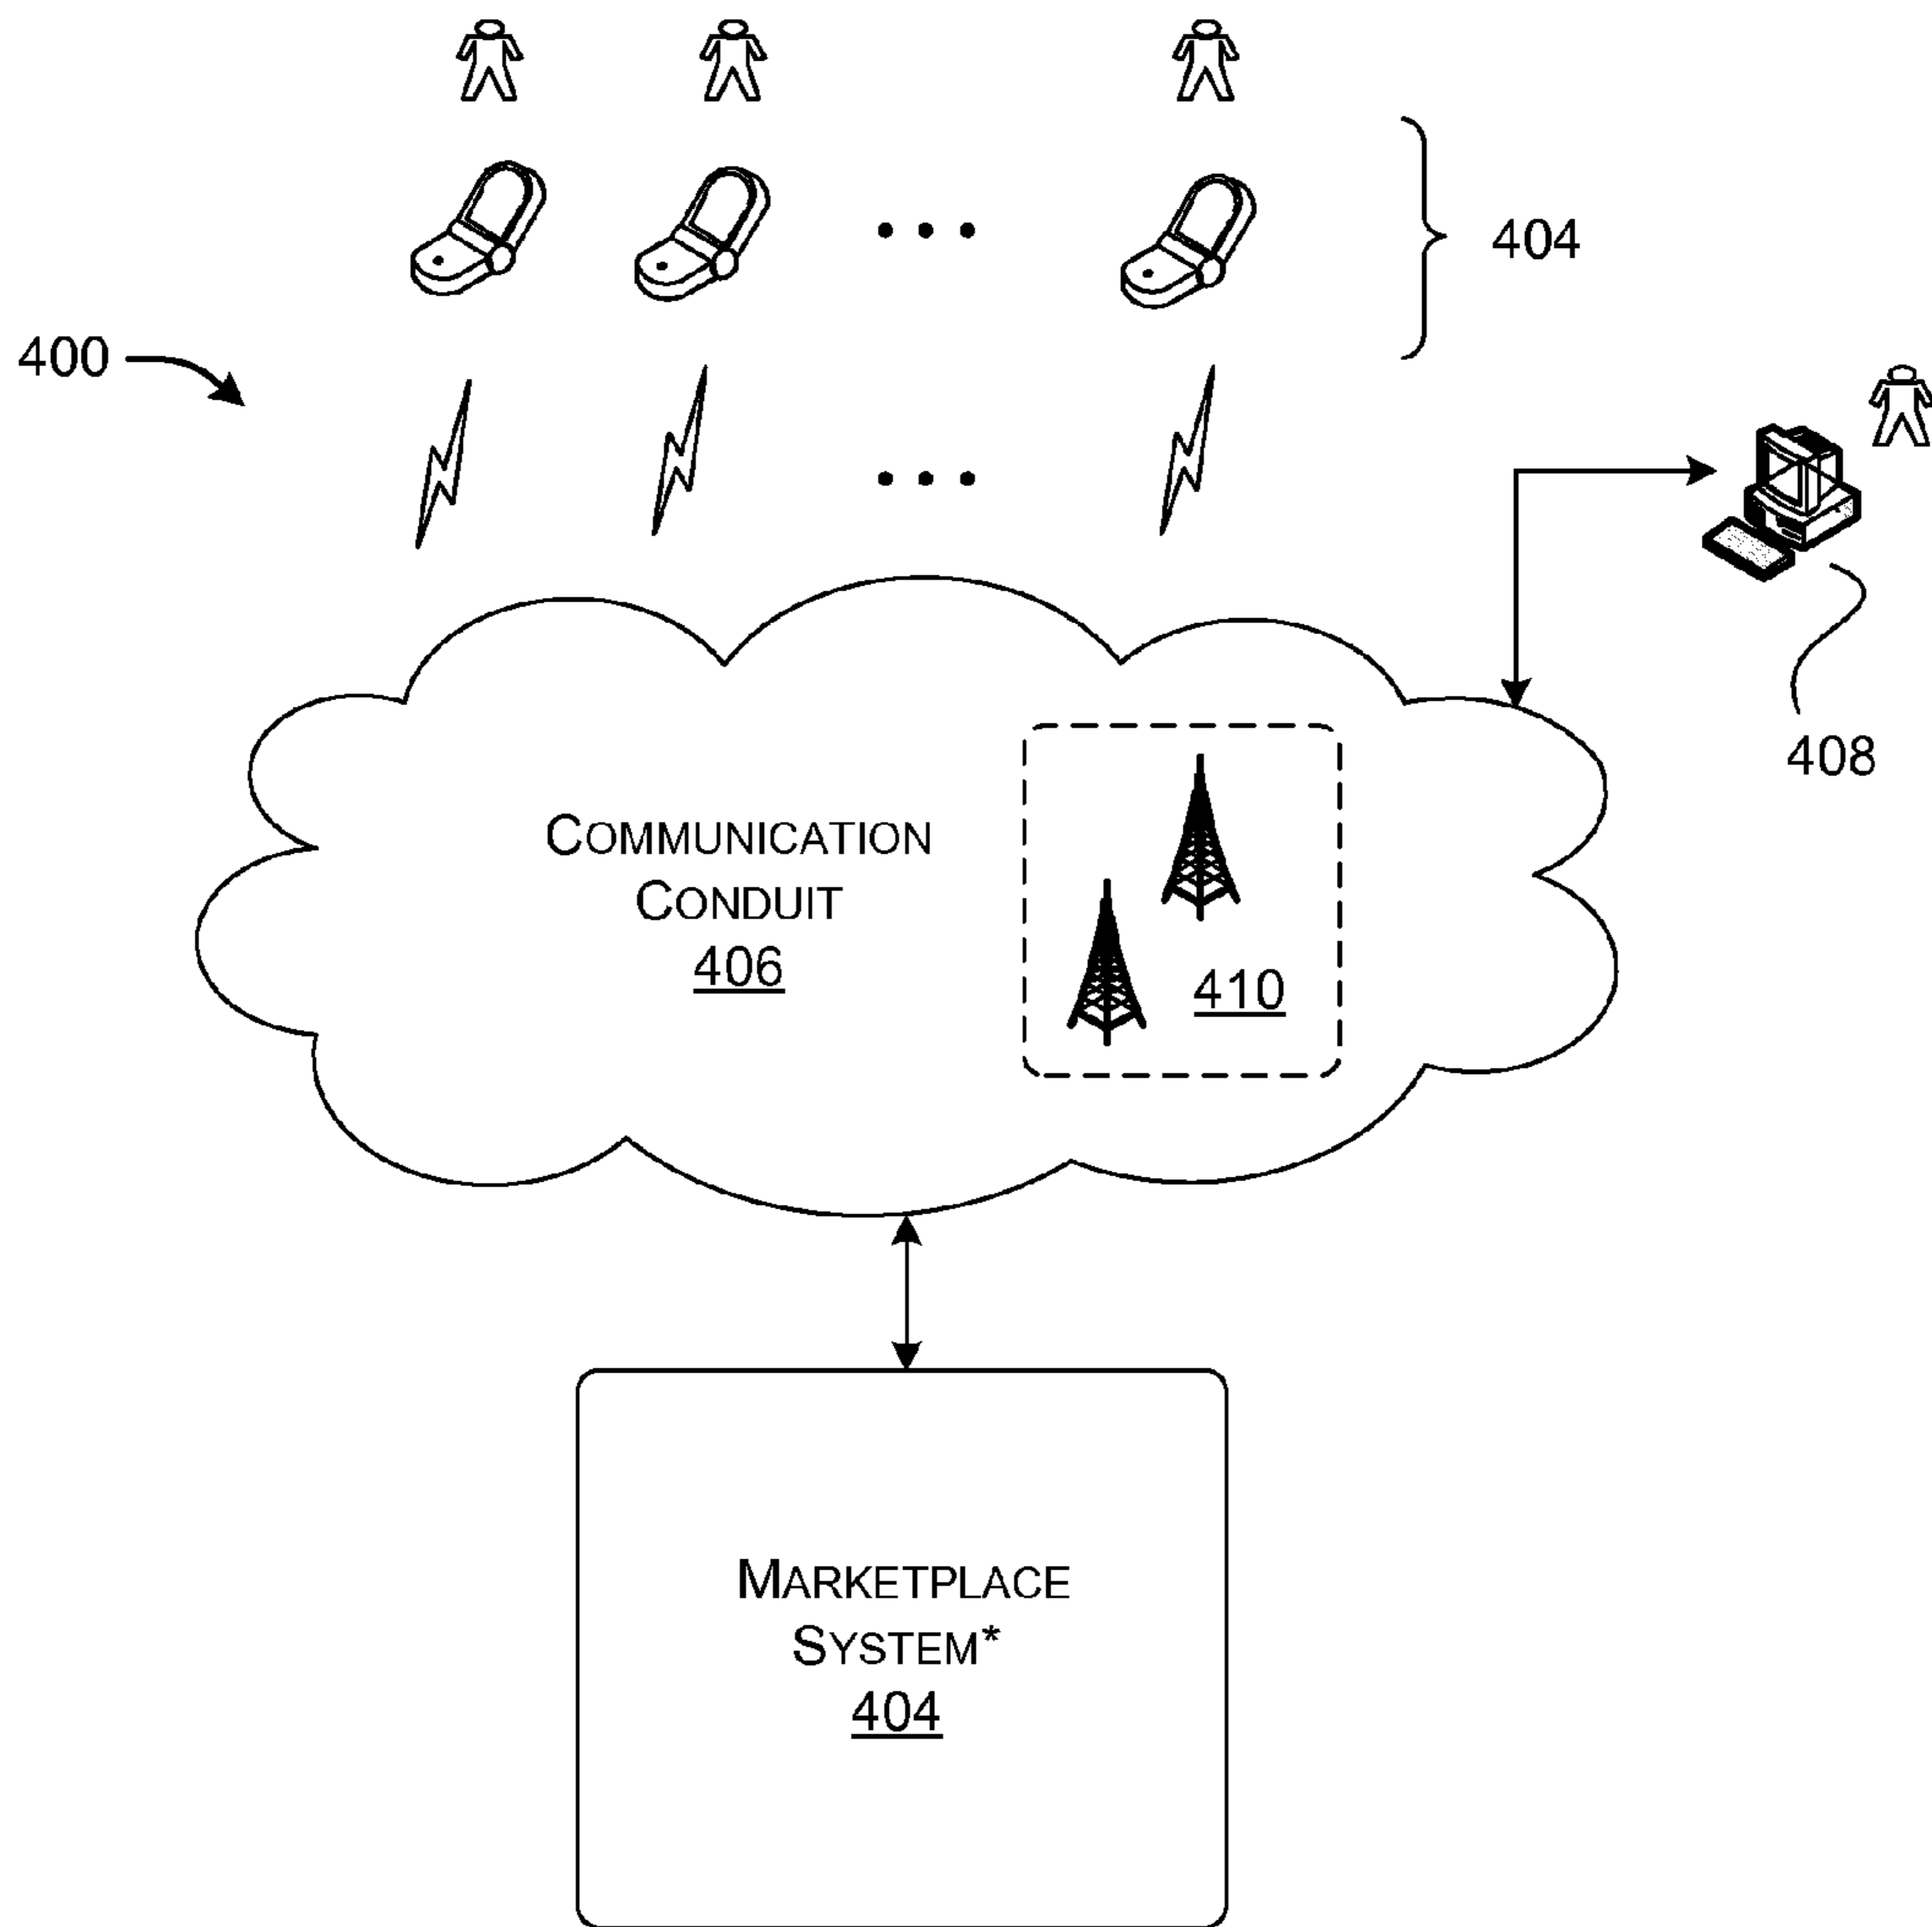 404
400
408
COMMUNICATION
CONDUIT
406
410
MARKETPLACE
SYSTEM*
404